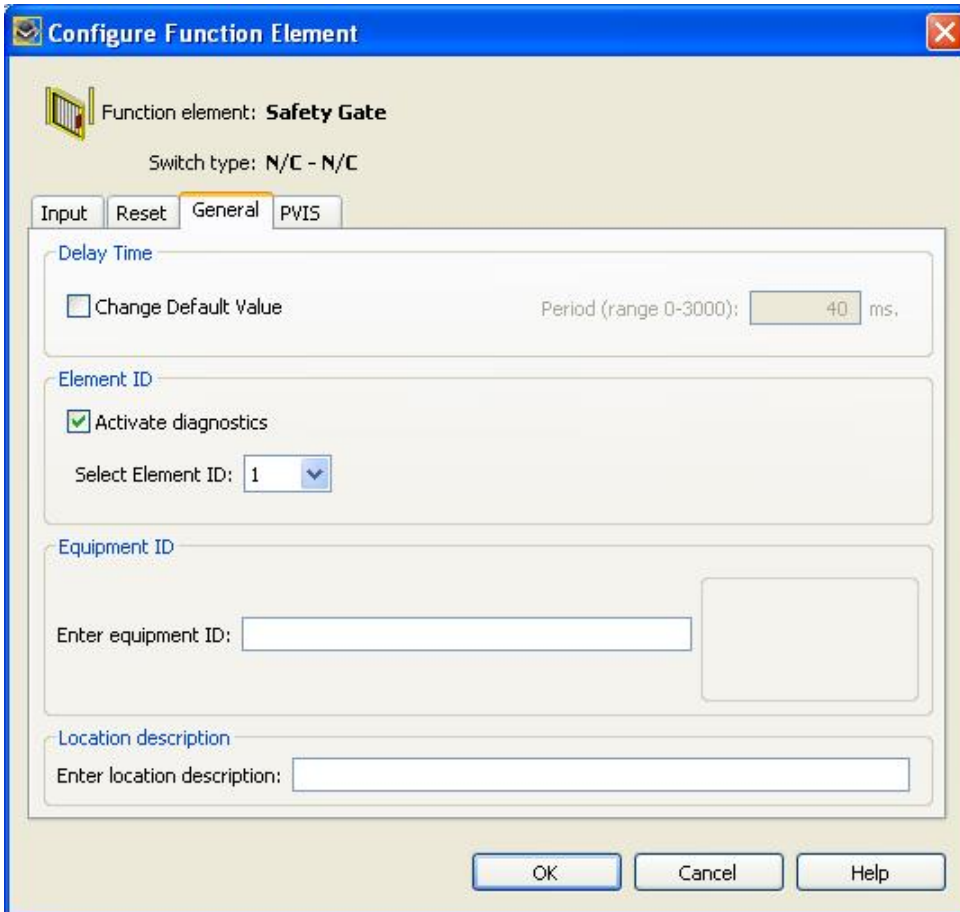 Configure Function Element
Function element: Safety Gate
Switch type: N/C - N/C
Input Reset General PVIS
Delay Time
Change Default Value Period (range 0-3000): 40 ms.
Element ID
Activate diagnostics
Select Element ID: 1
Equipment ID
Enter equipment ID:
Location description
Enter location description:
OK Cancel Help